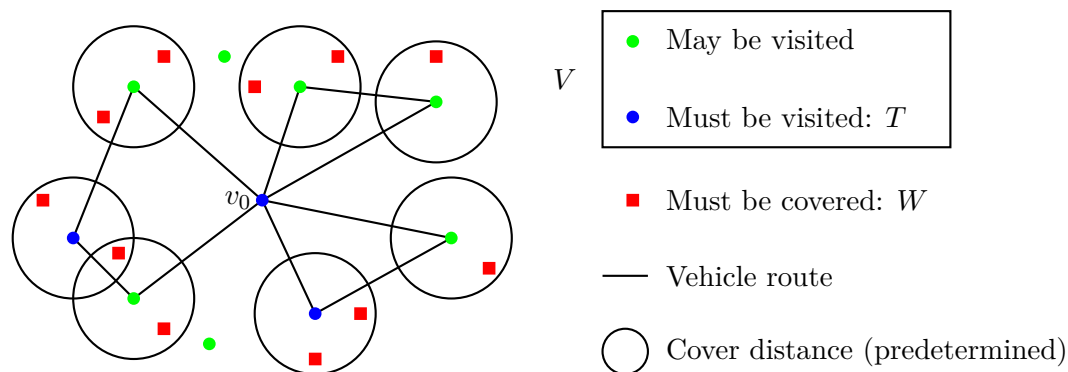 v₀
V
May be visited
Must be visited: T
Must be covered: W
Vehicle route
Cover distance (predetermined)